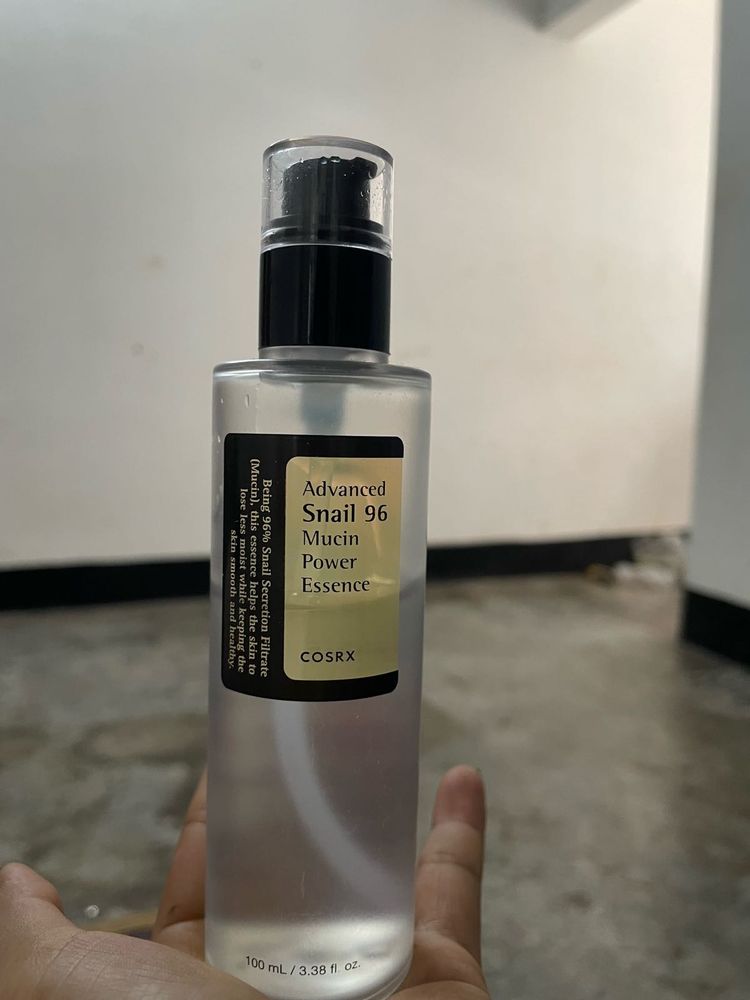 Advanced
Snail 96
Mucin
Power
Essence
COSRX
Being 96% Snail Secretion Filtrate
(Mucin), this essence helps the skin to
lose less moist while keeping the
skin smooth and healthy.
100 mL / 3.38 fl. oz.